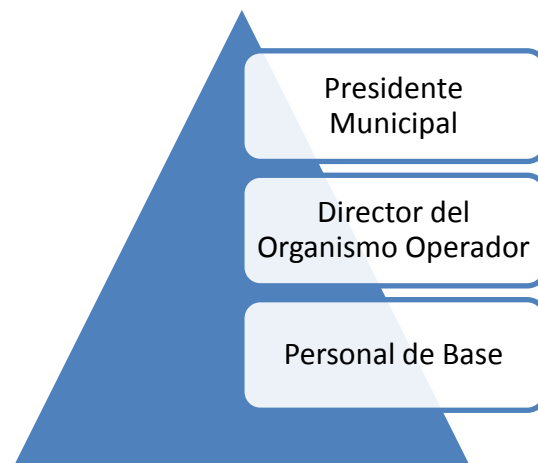 Presidente
Municipal
Director del
Organismo Operador
Personal de Base